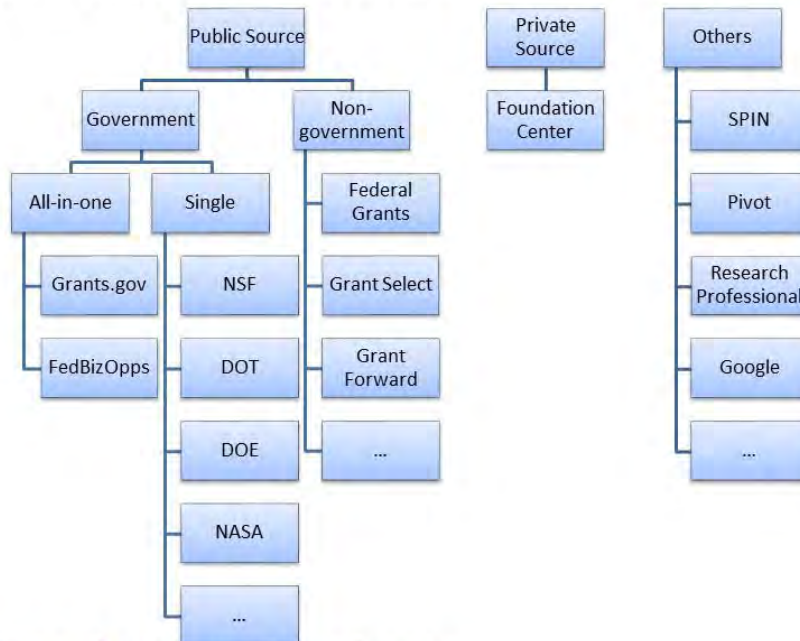 Public Source
Private
Source
Others
Government
Non-
government
Foundation
Center
SPIN
All-in-one
Single
Federal
Grants
Pivot
Grants.gov
NSF
Grant Select
Research
Professional
FedBizOpps
DOT
Grant
Forward
Google
DOE
...
...
NASA
...